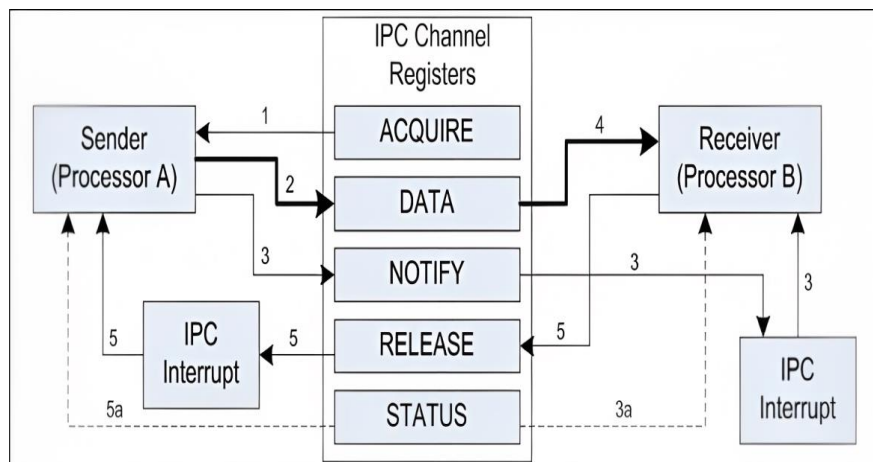 IPC Channel
Registers
1
ACQUIRE
Sender
(Processor A)
4
Receiver
(Processor B)
2
DATA
3
NOTIFY
3
3
5
IPC
Interrupt
5
RELEASE
5
IPC
Interrupt
5a
STATUS
3a